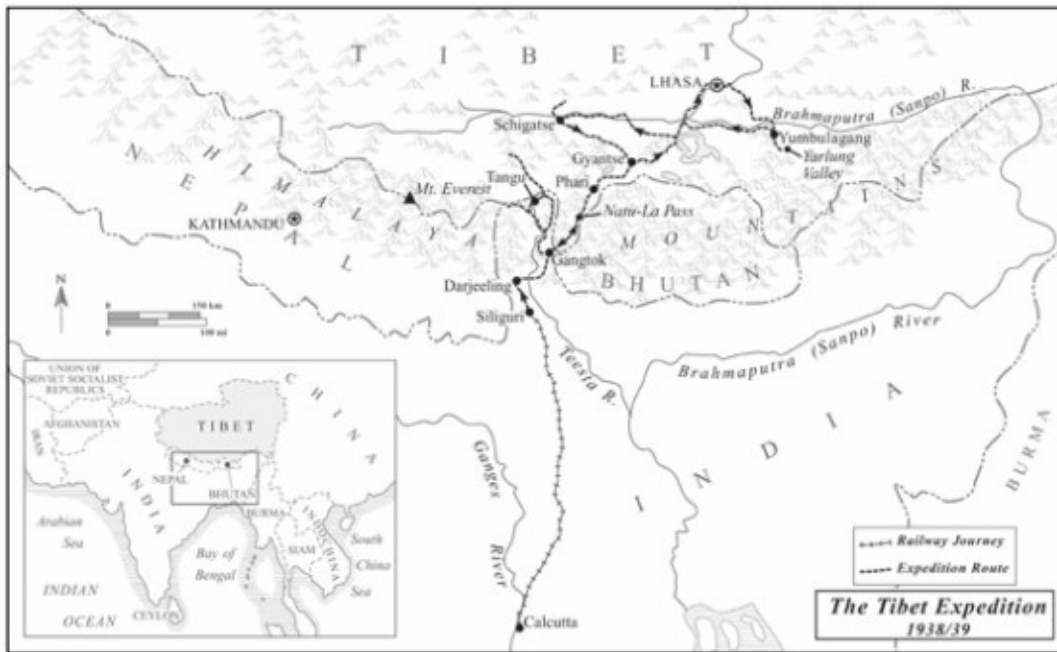 TIBET
LHASA
Brahmaputra (Sanpo) R.
Schigatse
Yumbulagang
Gyantse
Yarlung
Valley
Phari
Tangu
Mt. Everest
NEPAL
HIMALAYA
MOUNTAINS
Natu-La Pass
KATHMANDU
Gangtok
BHUTAN
Darjeeling
N
0 150 km
0 100 mi
Siliguri
Brahmaputra (Sanpo) River
Teesia R.
INDIA
BURMA
Ganges
River
Calcutta
UNION OF
SOVIET SOCIALIST
REPUBLICS
CHINA
AFGHANISTAN
TIBET
IRAN
NEPAL
BHUTAN
INDIA
BURMA
INDOCHINA
Arabian
Sea
Bay of
Bengal
SIAM
South
China
Sea
INDIAN
OCEAN
CEYLON
Railway Journey
Expedition Route
The Tibet Expedition
1938/39